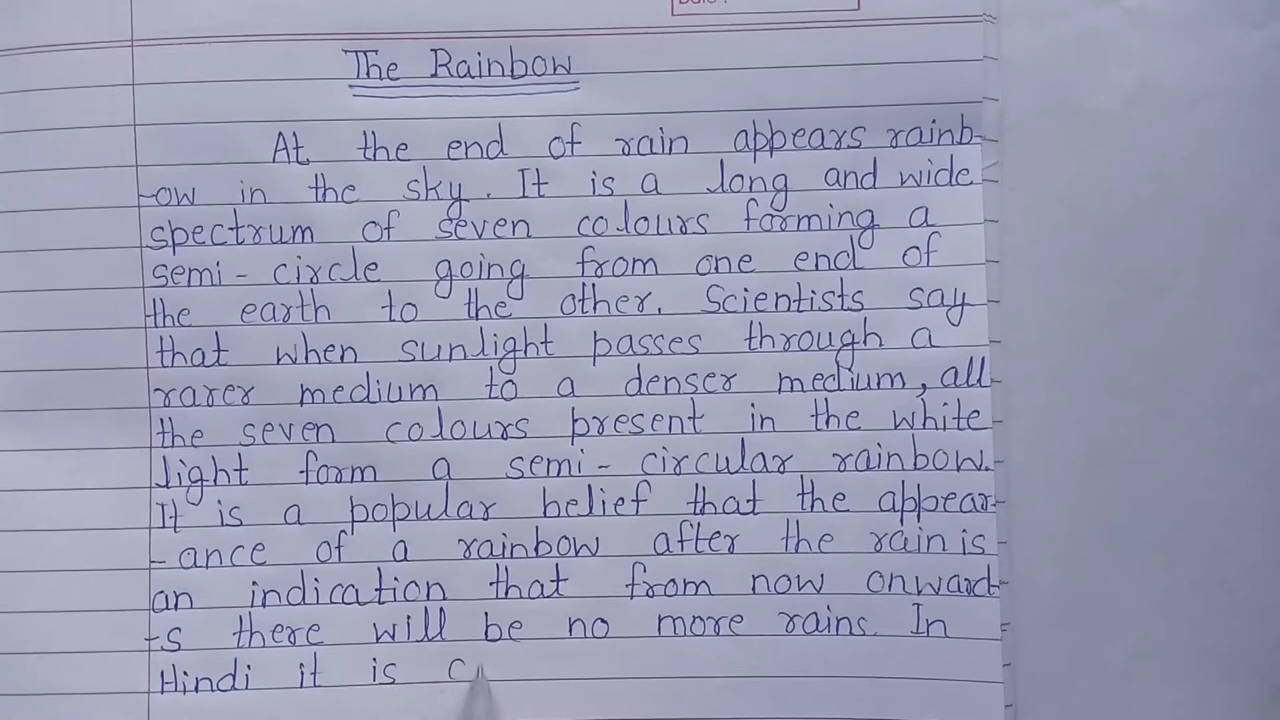 The Rainbow
At the end of rain appears rainb-
-ow in the sky. It is a long and wide
spectrum of seven colours forming a
semi-circle going from one end of
the earth to the other. Scientists say
that when sunlight passes through a
rarer medium to a denser medium, all
the seven colours present in the white
light form a semi-circular rainbow.
It is a popular belief that the appear-
-ance of a rainbow after the rain is
an indication that from now onward-
-s there will be no more rains. In
Hindi it is